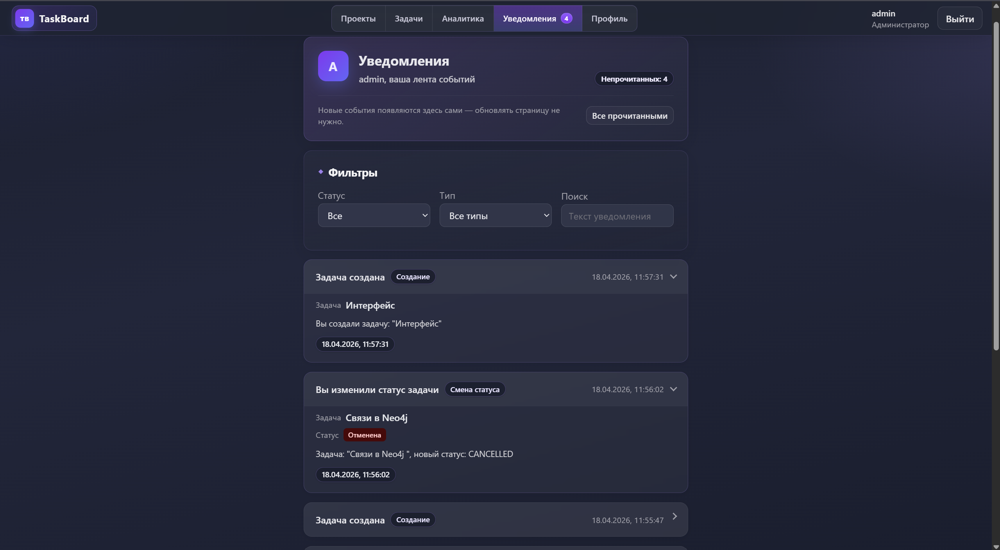 ТВ TaskBoard
Проекты Задачи Аналитика Уведомления 4 Профиль
admin
Администратор
Выйти
А
Уведомления
admin, ваша лента событий
Непрочитанных: 4
Новые события появляются здесь сами — обновлять страницу не
нужно.
Все прочитанными
Фильтры
Статус Тип Поиск
Все Все типы Текст уведомления
Задача создана Создание 18.04.2026, 11:57:31
Задача Интерфейс
Вы создали задачу: "Интерфейс"
18.04.2026, 11:57:31
Вы изменили статус задачи Смена статуса 18.04.2026, 11:56:02
Задача Связи в Neo4j
Статус Отменена
Задача: "Связи в Neo4j ", новый статус: CANCELLED
18.04.2026, 11:56:02
Задача создана Создание 18.04.2026, 11:55:47